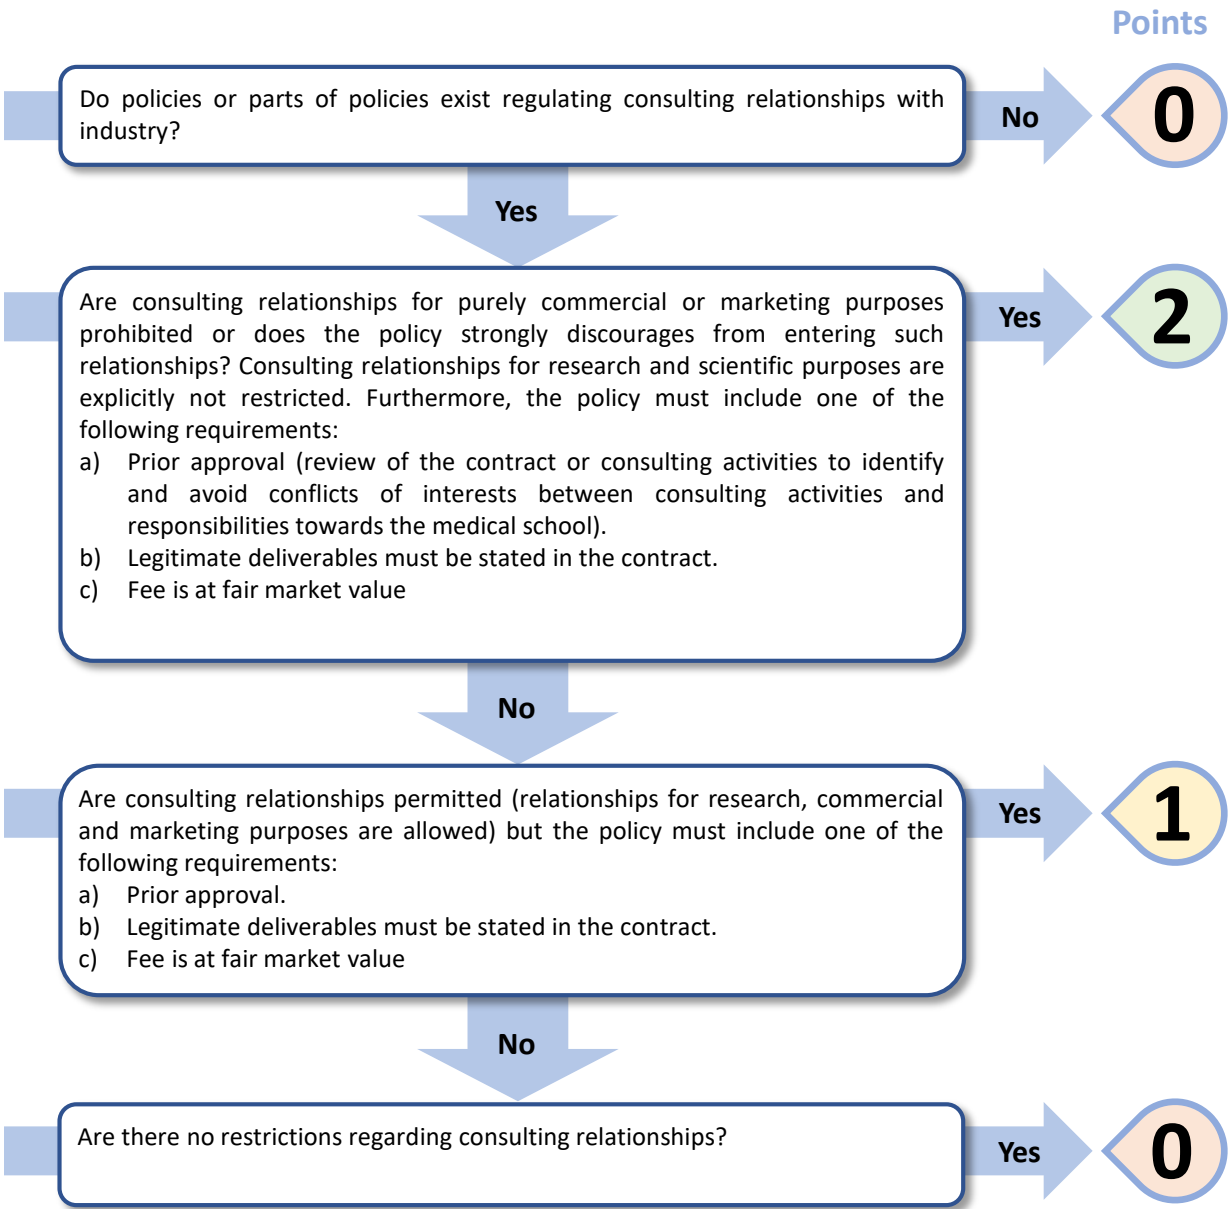 Points
Do policies or parts of policies exist regulating consulting relationships with
industry?
No
0
Yes
Are consulting relationships for purely commercial or marketing purposes
prohibited or does the policy strongly discourages from entering such
relationships? Consulting relationships for research and scientific purposes are
explicitly not restricted. Furthermore, the policy must include one of the
following requirements:
a) Prior approval (review of the contract or consulting activities to identify
and avoid conflicts of interests between consulting activities and
responsibilities towards the medical school).
b) Legitimate deliverables must be stated in the contract.
c) Fee is at fair market value
Yes
2
No
Are consulting relationships permitted (relationships for research, commercial
and marketing purposes are allowed) but the policy must include one of the
following requirements:
a) Prior approval.
b) Legitimate deliverables must be stated in the contract.
c) Fee is at fair market value
Yes
1
No
Are there no restrictions regarding consulting relationships?
Yes
0